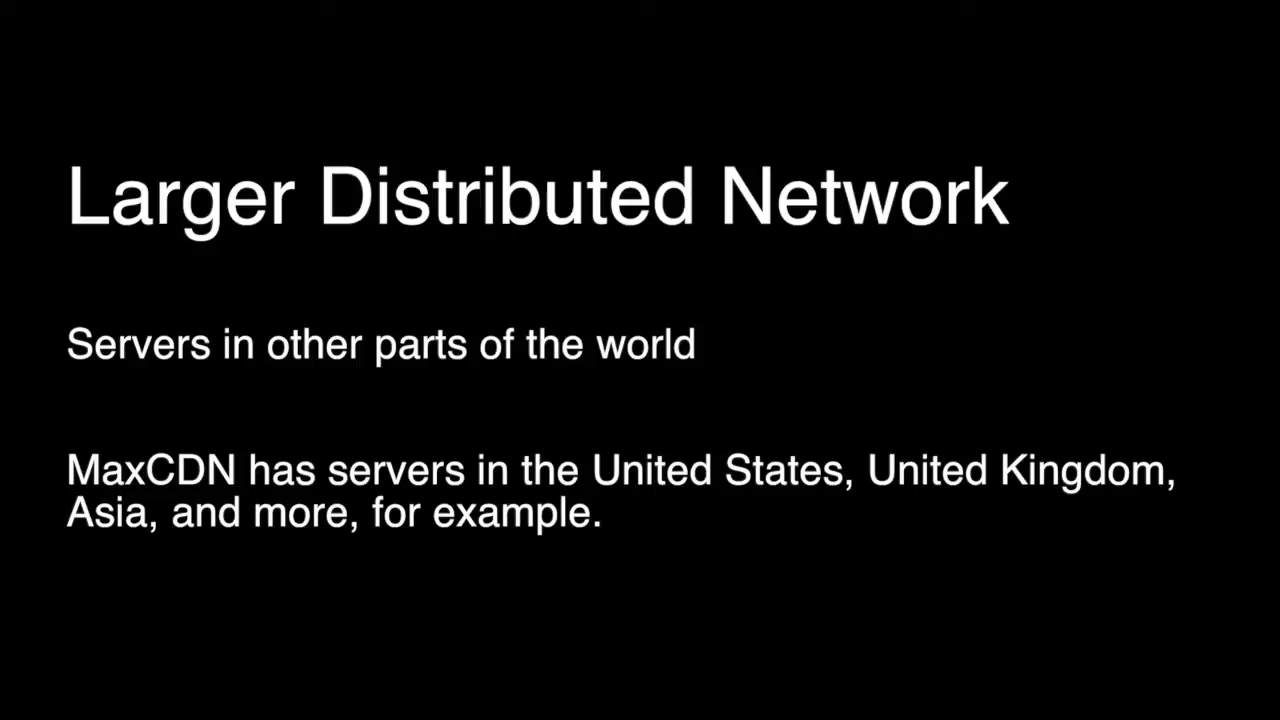 Larger Distributed Network
Servers in other parts of the world
MaxCDN has servers in the United States, United Kingdom,
Asia, and more, for example.